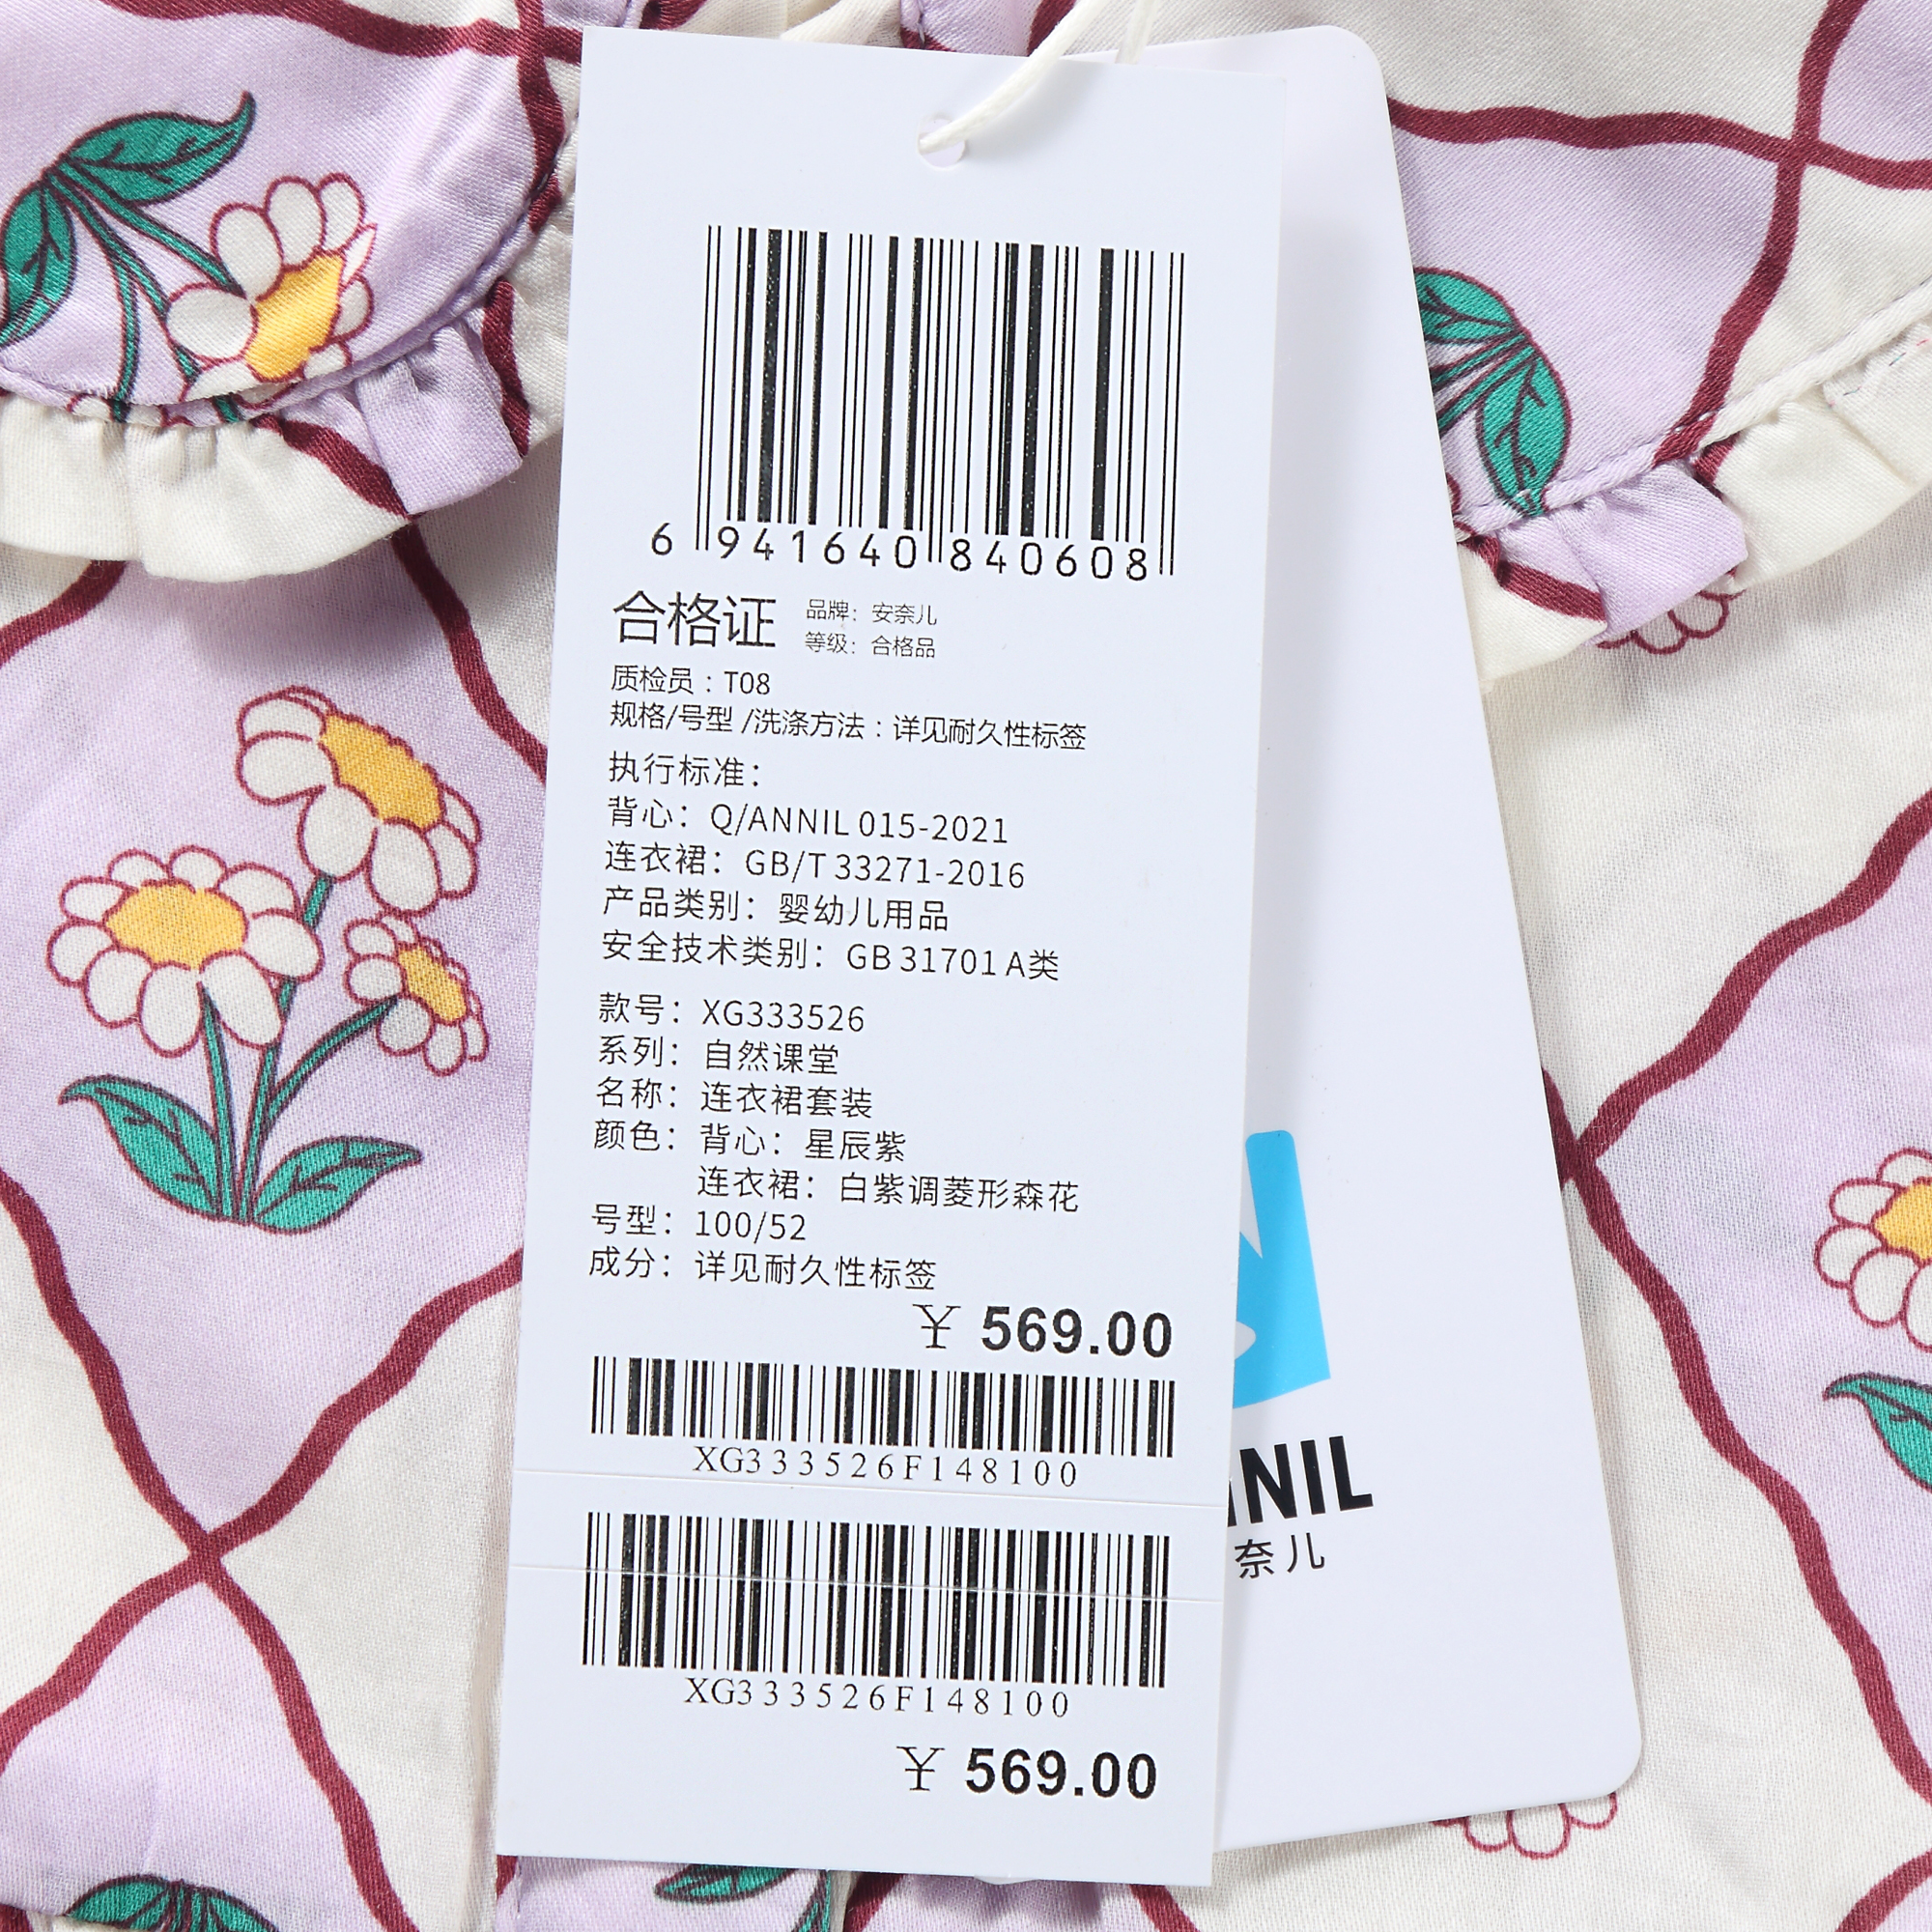 6 941640 840608
合格证
品牌：安奈儿
等级：合格品
质检员：T08
规格/号型 /洗涤方法：详见耐久性标签
执行标准：
背心：Q/ANNIL 015-2021
连衣裙：GB/T 33271-2016
产品类别：婴幼儿用品
安全技术类别：GB 31701 A类
款号：XG333526
系列：自然课堂
名称：连衣裙套装
颜色：背心：星辰紫
连衣裙：白紫调菱形森花
号型：100/52
成分：详见耐久性标签
¥ 569.00
XG333526F148100
XG333526F148100
¥ 569.00
NIL
奈儿